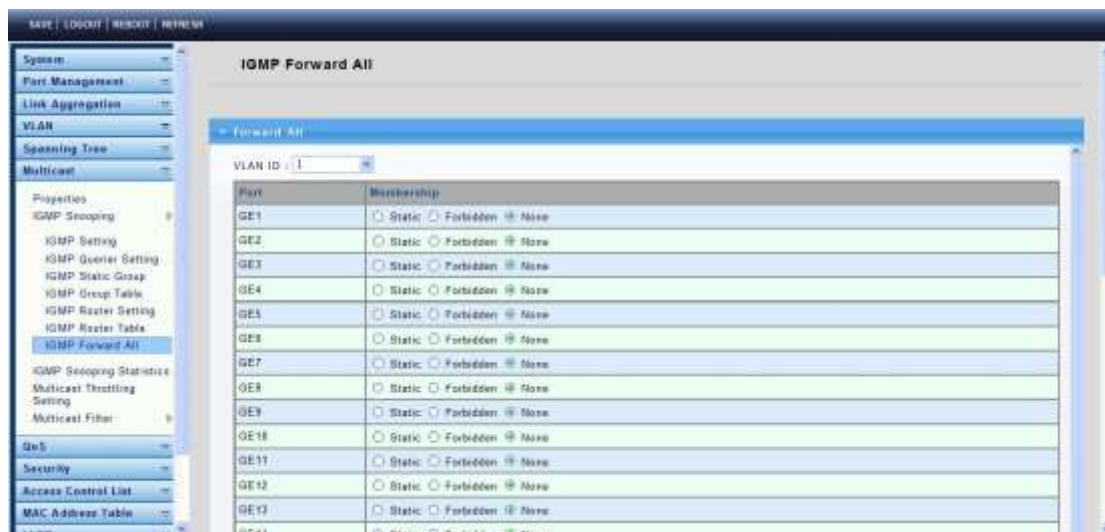 SAVE | LOGOUT | REBOOT | REFRESH
System
Port Management
Link Aggregation
VLAN
Spanning Tree
Multicast
Properties
IGMP Snooping
IGMP Setting
IGMP Querier Setting
IGMP Static Group
IGMP Group Table
IGMP Router Setting
IGMP Router Table
IGMP Forward All
IGMP Snooping Statistics
Multicast Throttling
Setting
Multicast Filter
QoS
Security
Access Control List
MAC Address Table
IGMP Forward All
Forward All
VLAN ID : 1
Port Membership
GE1 Static Forbidden None
GE2 Static Forbidden None
GE3 Static Forbidden None
GE4 Static Forbidden None
GE5 Static Forbidden None
GE6 Static Forbidden None
GE7 Static Forbidden None
GE8 Static Forbidden None
GE9 Static Forbidden None
GE10 Static Forbidden None
GE11 Static Forbidden None
GE12 Static Forbidden None
GE13 Static Forbidden None